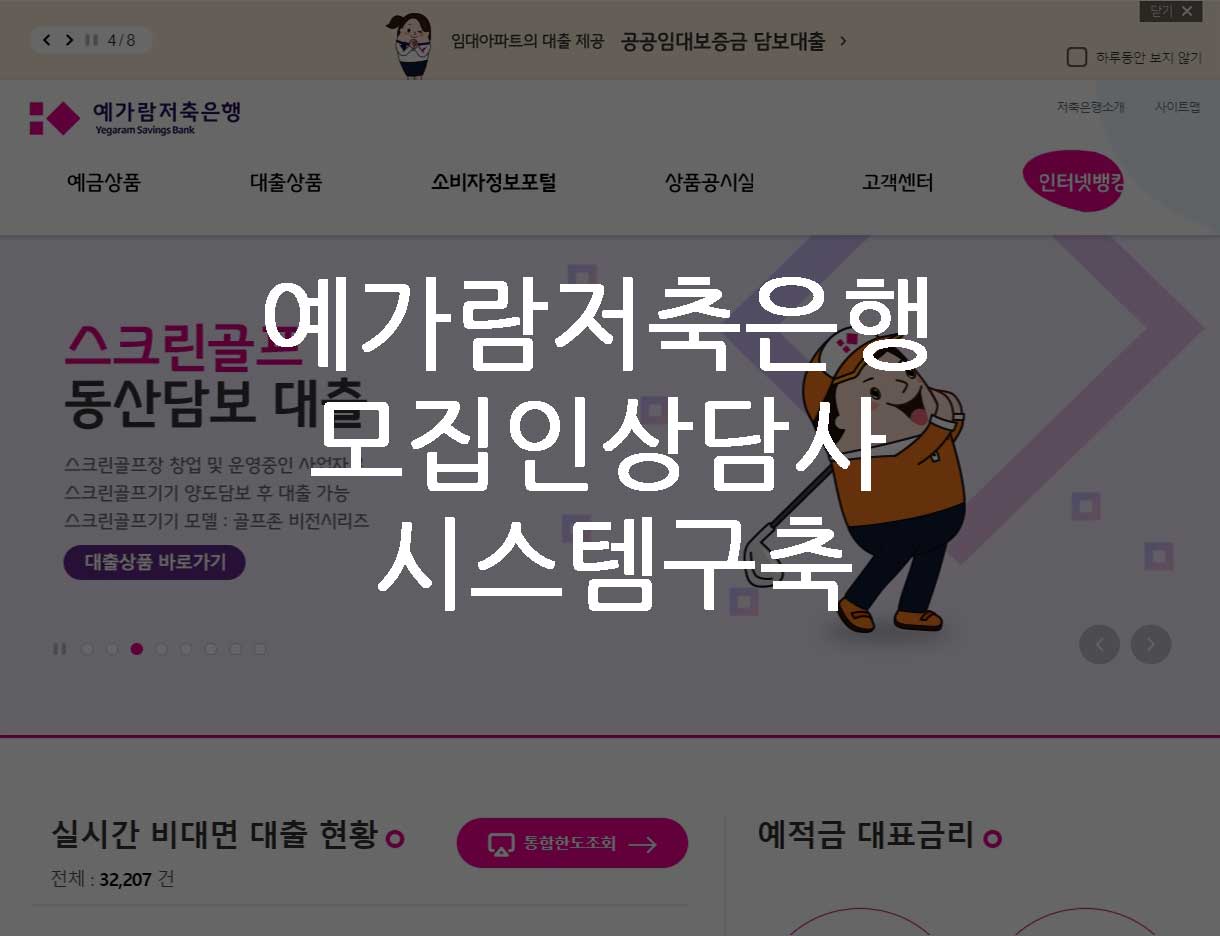 4/8
임대아파트의 대출 제공 공공임대보증금 담보대출 >
닫기 ×
하루동안 보지 않기
예가람저축은행
Yegaram Savings Bank
저축은행소개 사이트맵
예금상품 대출상품 소비자정보포털 상품공시실 고객센터 인터넷뱅킹
예가람저축은행
모집인상담사
시스템구축
스크린골프
동산담보 대출
스크린골프장 창업 및 운영중인 사업자
스크린골프기기 양도담보 후 대출 가능
스크린골프기기 모델 : 골프존 비전시리즈
대출상품 바로가기
실시간 비대면 대출 현황
통합한도조회
전체 : 32,207 건
예적금 대표금리